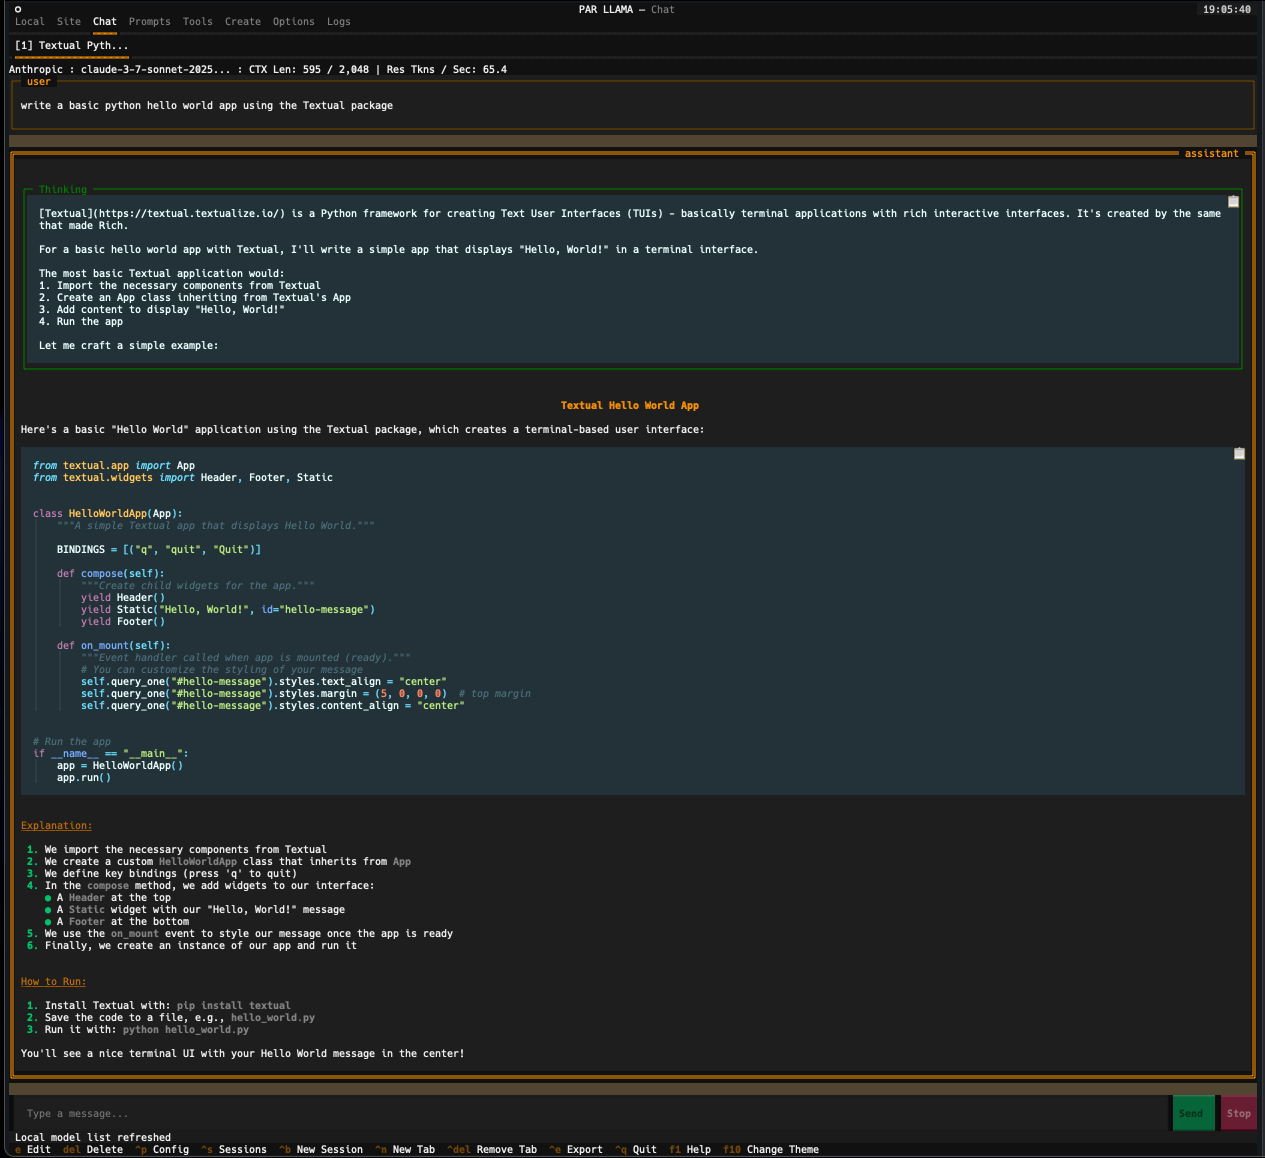 PAR LLAMA — Chat
19:05:40
Local Site Chat Prompts Tools Create Options Logs
[1] Textual Pyth...
Anthropic : claude-3-7-sonnet-2025... : CTX Len: 595 / 2,048 | Res Tkns / Sec: 65.4
user
write a basic python hello world app using the Textual package
assistant
Thinking
[Textual](https://textual.textualize.io/) is a Python framework for creating Text User Interfaces (TUIs) - basically terminal applications with rich interactive interfaces. It's created by the same
that made Rich.
For a basic hello world app with Textual, I'll write a simple app that displays "Hello, World!" in a terminal interface.
The most basic Textual application would:
1. Import the necessary components from Textual
2. Create an App class inheriting from Textual's App
3. Add content to display "Hello, World!"
4. Run the app
Let me craft a simple example:
Textual Hello World App
Here's a basic "Hello World" application using the Textual package, which creates a terminal-based user interface:
from textual.app import App
from textual.widgets import Header, Footer, Static
class HelloWorldApp(App):
"""A simple Textual app that displays Hello World."""
BINDINGS = [("q", "quit", "Quit")]
def compose(self):
"""Create child widgets for the app."""
yield Header()
yield Static("Hello, World!", id="hello-message")
yield Footer()
def on_mount(self):
"""Event handler called when app is mounted (ready)."""
# You can customize the styling of your message
self.query_one("#hello-message").styles.text_align = "center"
self.query_one("#hello-message").styles.margin = (5, 0, 0, 0)  # top margin
self.query_one("#hello-message").styles.content_align = "center"
# Run the app
if __name__ == "__main__":
app = HelloWorldApp()
app.run()
Explanation:
1. We import the necessary components from Textual
2. We create a custom HelloWorldApp class that inherits from App
3. We define key bindings (press 'q' to quit)
4. In the compose method, we add widgets to our interface:
● A Header at the top
● A Static widget with our "Hello, World!" message
● A Footer at the bottom
5. We use the on_mount event to style our message once the app is ready
6. Finally, we create an instance of our app and run it
How to Run:
1. Install Textual with: pip install textual
2. Save the code to a file, e.g., hello_world.py
3. Run it with: python hello_world.py
You'll see a nice terminal UI with your Hello World message in the center!
Type a message...
Send
Stop
Local model list refreshed
e Edit del Delete ^p Config ^s Sessions ^b New Session ^n New Tab ^del Remove Tab ^e Export ^q Quit f1 Help f10 Change Theme